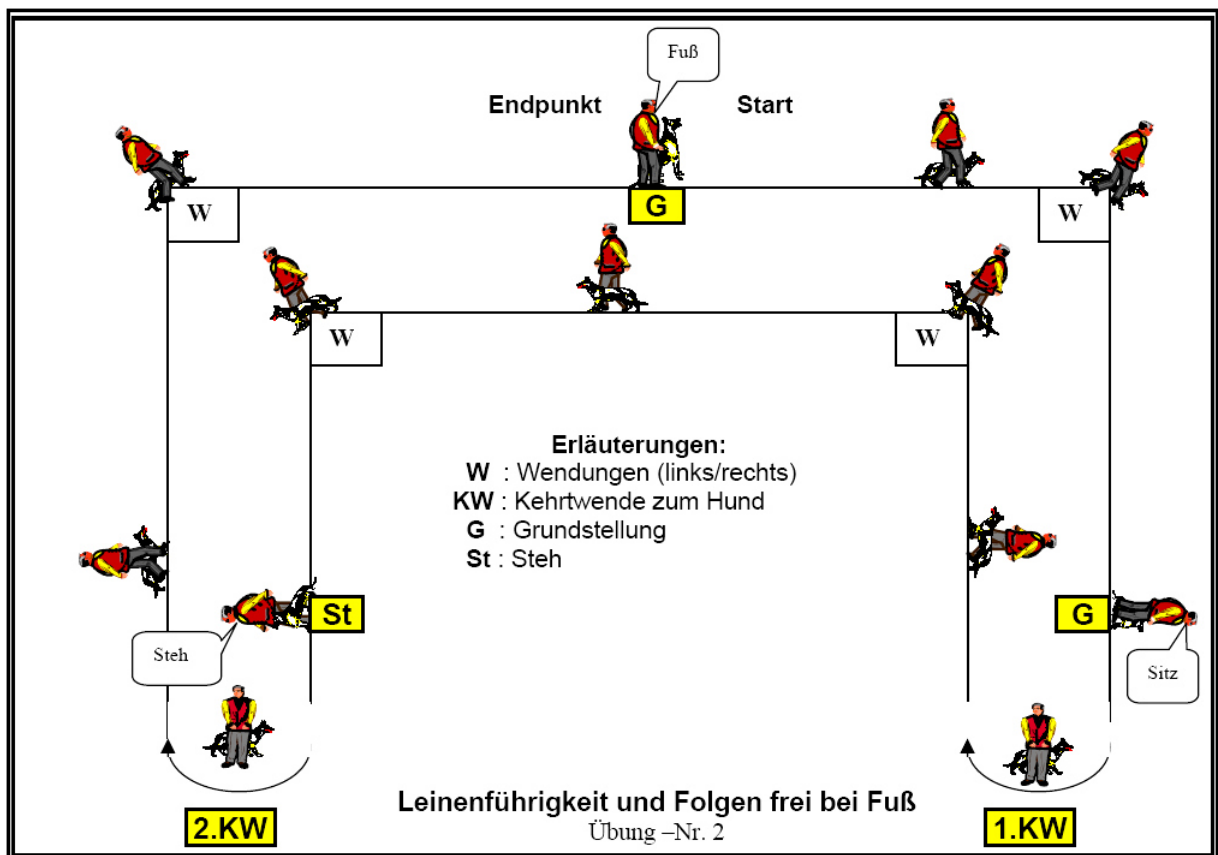 Fuß
Endpunkt
Start
G
W
W
W
W
Erläuterungen:
W : Wendungen (links/rechts)
KW : Kehrtwende zum Hund
G : Grundstellung
St : Steh
St
G
Steh
Sitz
Leinenführigkeit und Folgen frei bei Fuß
2.KW
Übung –Nr. 2
1.KW